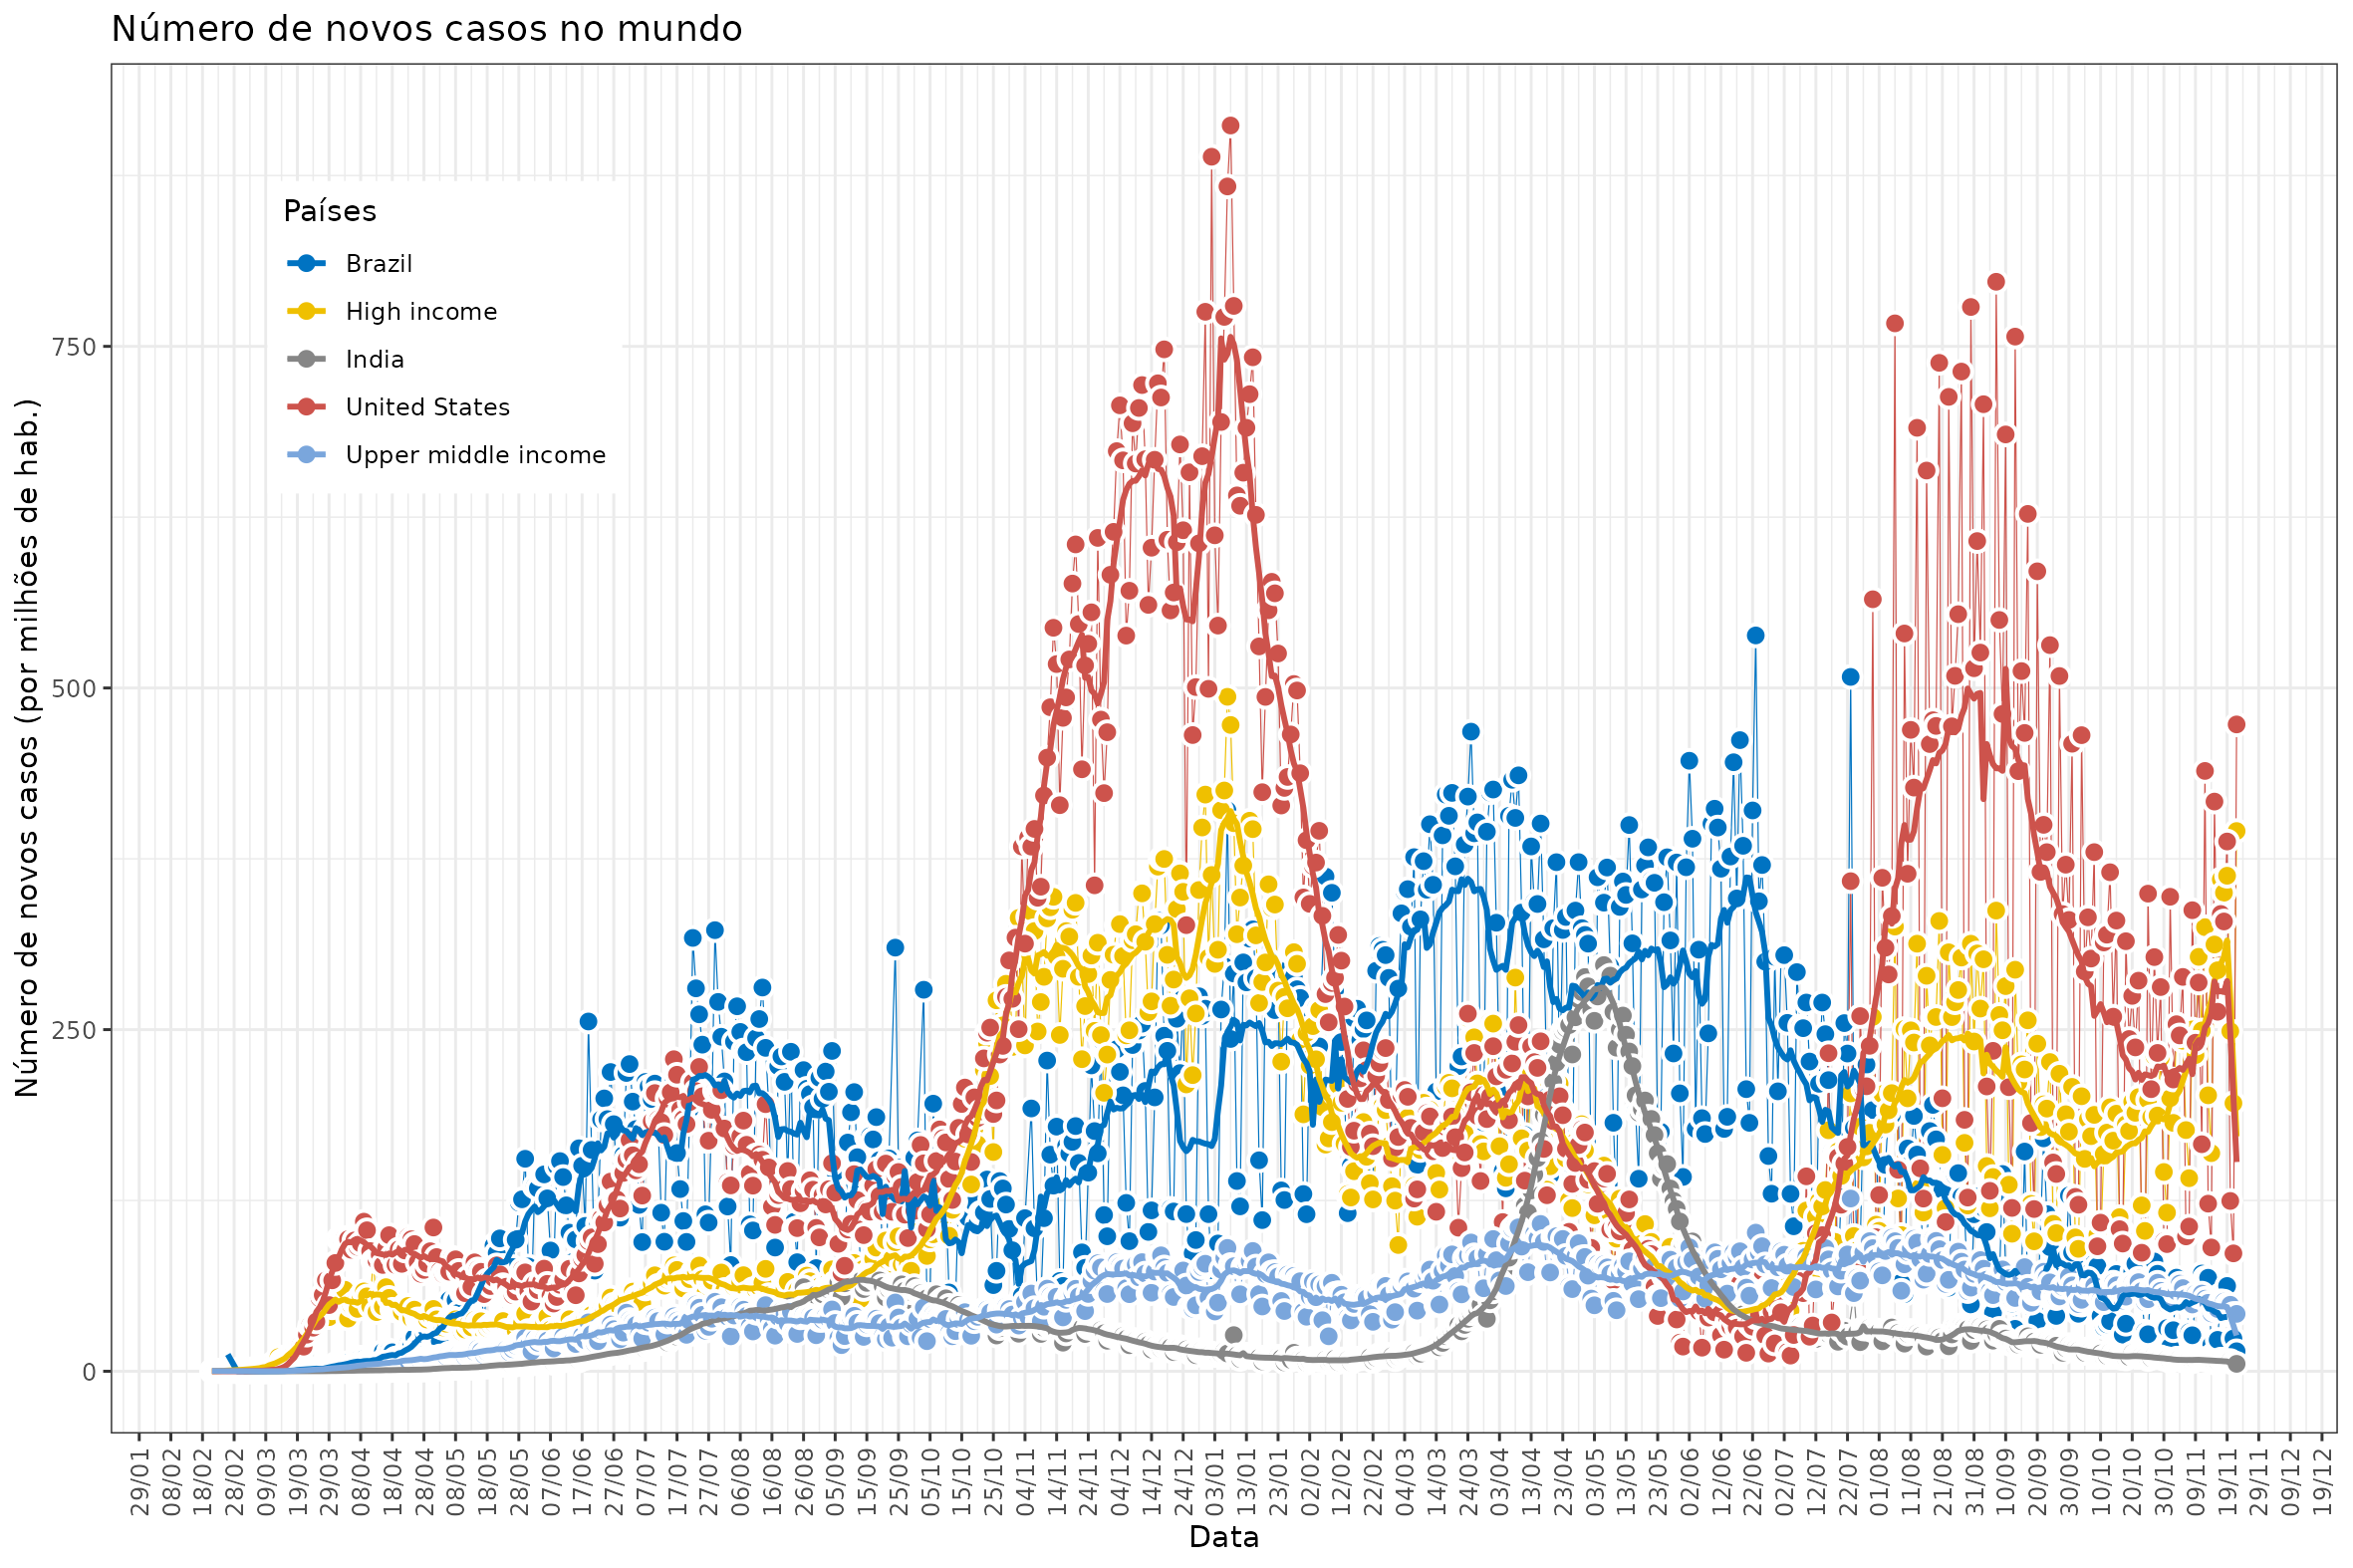 Número de novos casos no mundo
Número de novos casos (por milhões de hab.)
750
500
250
0
Países
Brazil
High income
India
United States
Upper middle income
29/01 08/02 18/02 28/02 09/03 19/03 29/03 08/04 18/04 28/04 08/05 18/05 28/05 07/06 17/06 27/06 07/07 17/07 27/07 06/08 16/08 26/08 05/09 15/09 25/09 05/10 15/10 25/10 04/11 14/11 24/11 04/12 14/12 24/12 03/01 13/01 23/01 02/02 12/02 22/02 04/03 14/03 24/03 03/04 13/04 23/04 03/05 13/05 23/05 02/06 12/06 22/06 02/07 12/07 22/07 01/08 11/08 21/08 31/08 10/09 20/09 30/09 10/10 20/10 30/10 09/11 19/11 29/11 09/12 19/12
Data